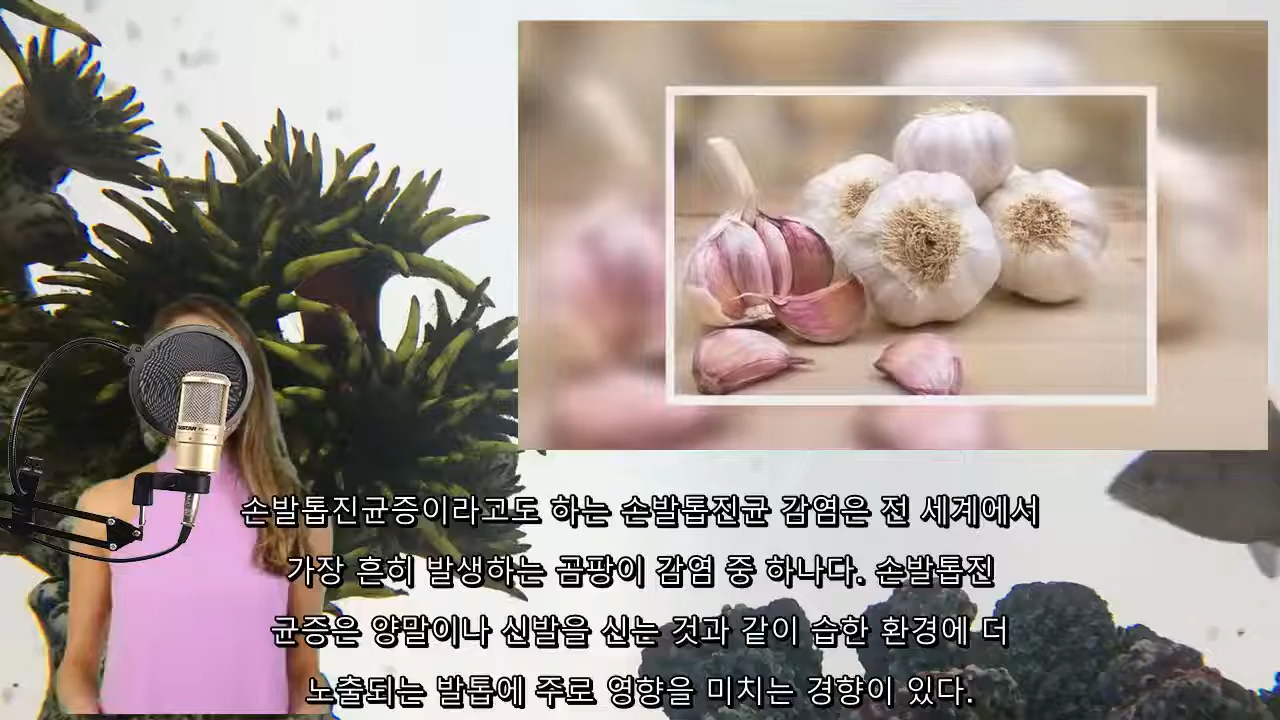 손발톱진균증이라고도 하는 손발톱진균 감염은 전 세계에서
가장 흔히 발생하는 곰팡이 감염 중 하나다. 손발톱진
균증은 양말이나 신발을 신는 것과 같이 습한 환경에 더
노출되는 발톱에 주로 영향을 미치는 경향이 있다.